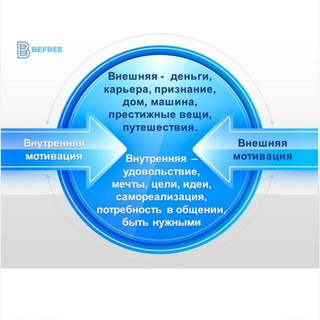 BEFREE
Внешняя - деньги,
карьера, признание,
дом, машина,
престижные вещи,
путешествия.
Внутренняя
мотивация
Внешняя
мотивация
Внутренняя –
удовольствие,
мечты, цели, идеи,
самореализация,
потребность в общении,
быть нужными